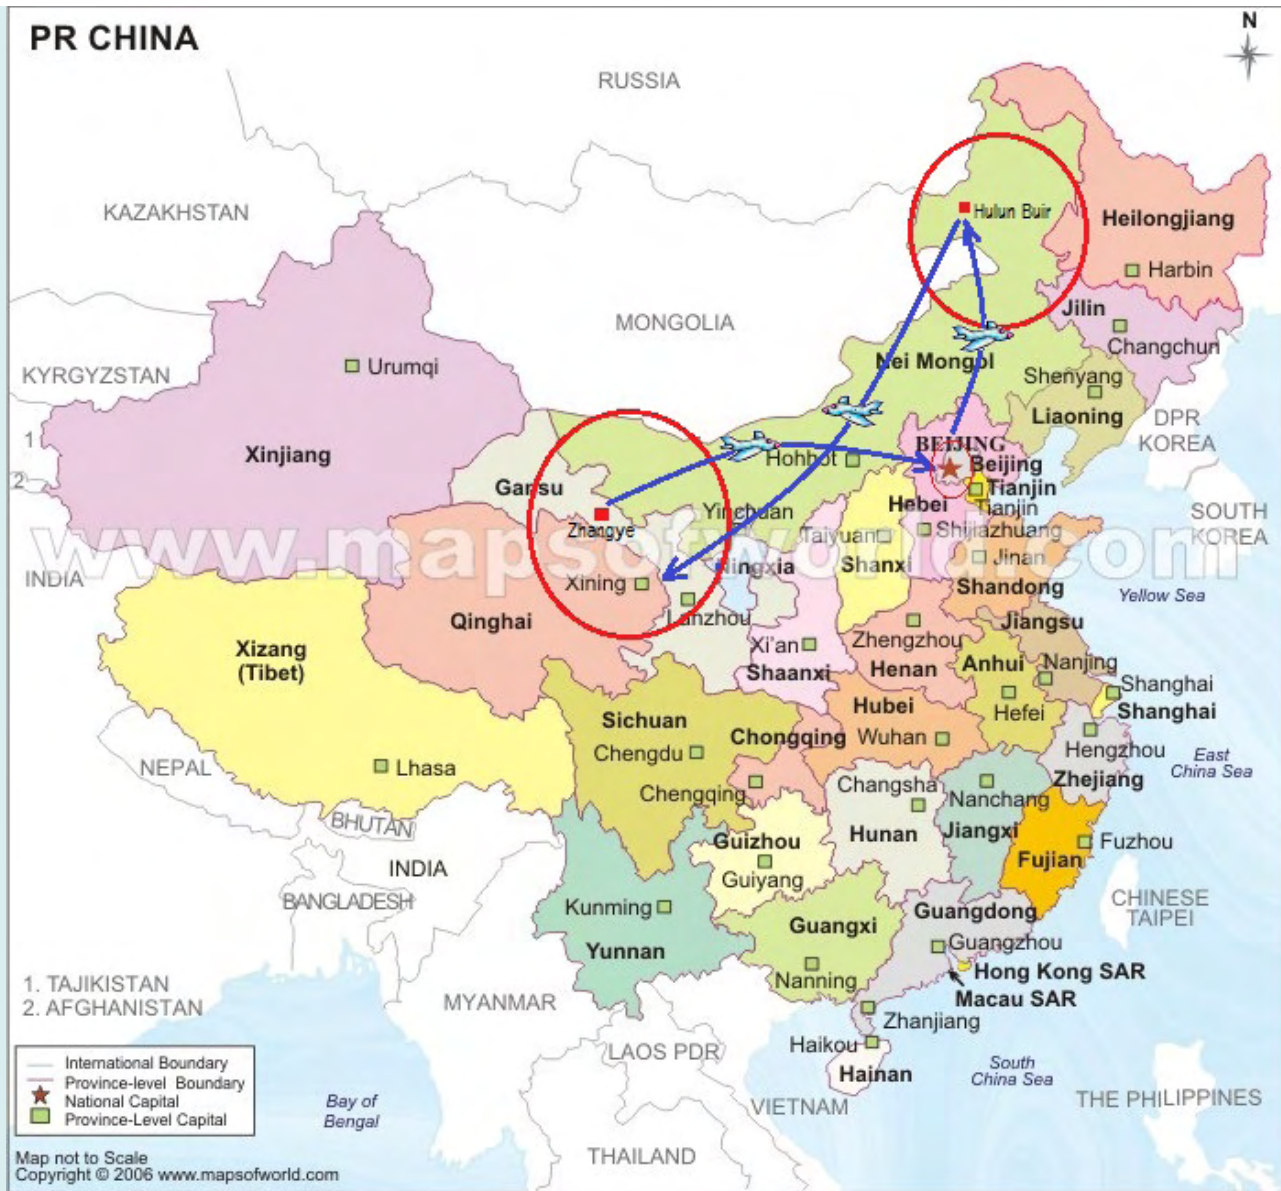 PR CHINA
N
RUSSIA
KAZAKHSTAN
Hulun Buir
Heilongjiang
Harbin
MONGOLIA
Jilin
Changchun
KYRGYZSTAN
Urumqi
Nei Mongol
Shenyang
Liaoning
DPR
KOREA
1
2
Xinjiang
Hohhot
BEIJING
Beijing
Tianjin
Tianjin
Gansu
Zhangye
Yinchuan
Hebei
Shijiazhuang
SOUTH
KOREA
www.mapsofworld.com
Taiyuan
Shanxi
Jinan
Shandong
Yellow Sea
INDIA
Xining
Ningxia
Lanzhou
Qinghai
Xizang
(Tibet)
Xi'an
Shaanxi
Zhengzhou
Henan
Jiangsu
Anhui
Nanjing
Hefei
Shanghai
Shanghai
Sichuan
Chengdu
Chongqing
Chengqing
Hubei
Wuhan
Hengzhou
Zhejiang
East
China Sea
NEPAL
Lhasa
BHUTAN
INDIA
BANGLADESH
Changsha
Hunan
Nanchang
Jiangxi
Guizhou
Guiyang
Fujian
Fuzhou
CHINESE
TAIPEI
Kunming
Yunnan
Guangxi
Nanning
Guangdong
Guangzhou
Hong Kong SAR
Macau SAR
Zhanjiang
Haikou
Hainan
1. TAJIKISTAN
2. AFGHANISTAN
MYANMAR
LAOS PDR
VIETNAM
THAILAND
South
China Sea
THE PHILIPPINES
Bay of
Bengal
International Boundary
Province-level Boundary
National Capital
Province-Level Capital
Map not to Scale
Copyright © 2006 www.mapsofworld.com